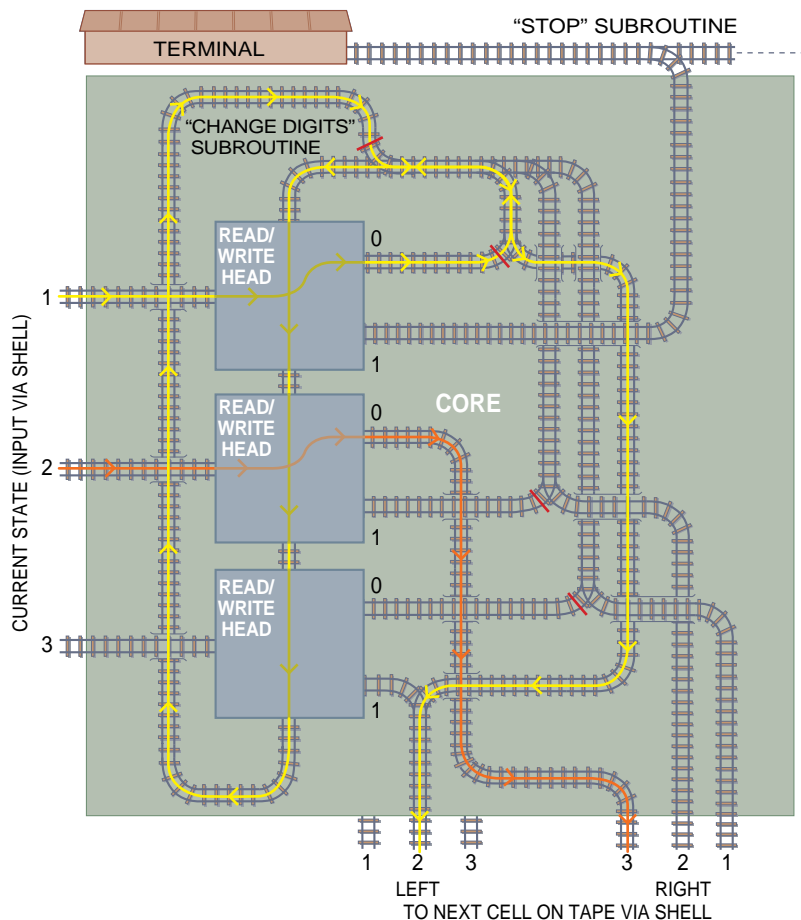 “STOP” SUBROUTINE
TERMINAL
“CHANGE DIGITS”
SUBROUTINE
READ/
WRITE
HEAD
0
1
1
READ/
WRITE
HEAD
0
CORE
2
1
READ/
WRITE
HEAD
0
3
1
CURRENT STATE (INPUT VIA SHELL)
1
2
3
3
2
1
LEFT
RIGHT
TO NEXT CELL ON TAPE VIA SHELL